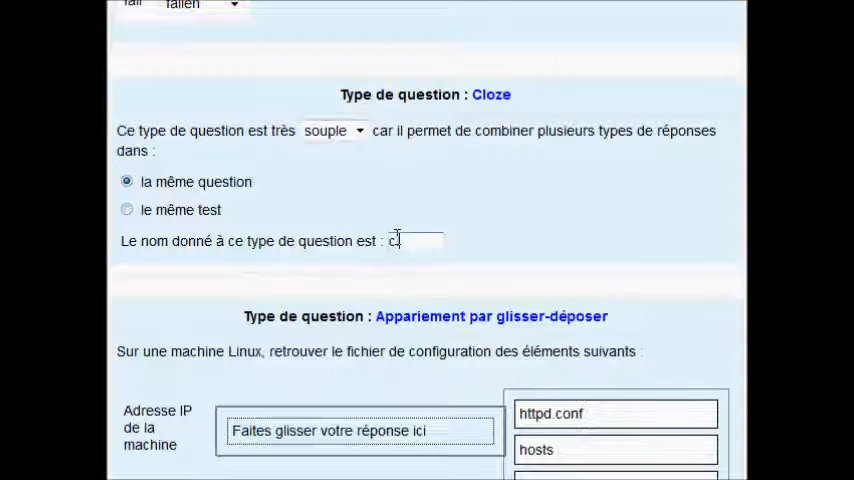 fall fallen
Type de question : Cloze
Ce type de question est très souple car il permet de combiner plusieurs types de réponses
dans :
la même question
le même test
Le nom donné à ce type de question est : c
Type de question : Appariement par glisser-déposer
Sur une machine Linux, retrouver le fichier de configuration des éléments suivants :
Adresse IP
de la
machine
Faites glisser votre réponse ici
httpd.conf
hosts